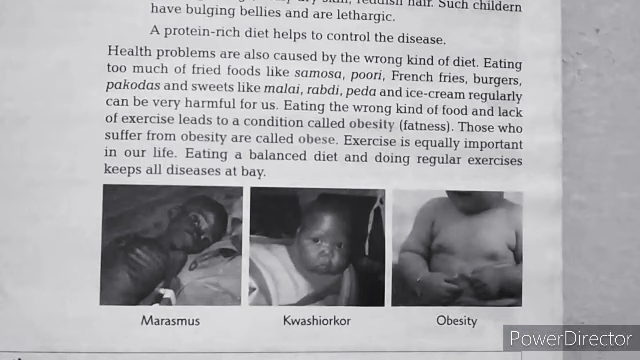 skin, reddish hair. Such childern
have bulging bellies and are lethargic.
A protein-rich diet helps to control the disease.
Health problems are also caused by the wrong kind of diet. Eating
too much of fried foods like samosa, poori, French fries, burgers,
pakodas and sweets like malai, rabdi, peda and ice-cream regularly
can be very harmful for us. Eating the wrong kind of food and lack
of exercise leads to a condition called obesity (fatness). Those who
suffer from obesity are called obese. Exercise is equally important
in our life. Eating a balanced diet and doing regular exercises
keeps all diseases at bay.
Marasmus
Kwashiorkor
Obesity
PowerDirector